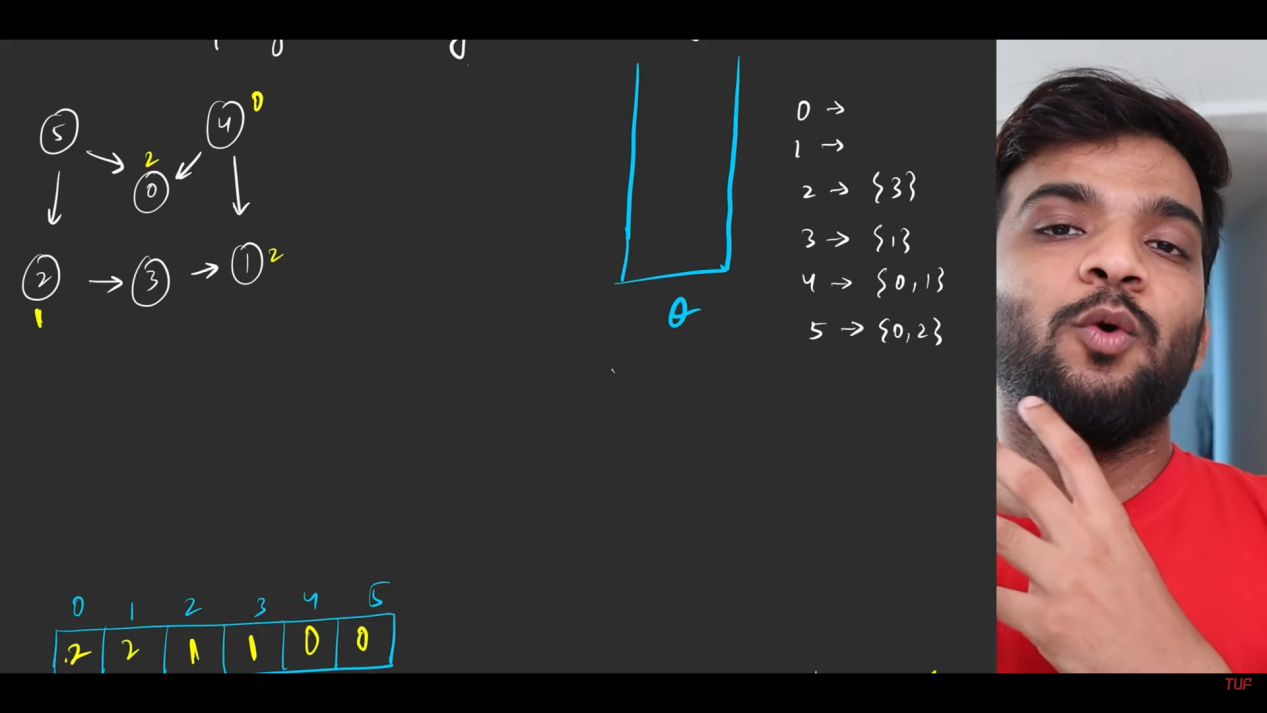 5 4 0
2
0
2 → 3 → 1 2
1
0 →
1 →
2 → {3}
3 → {1}
4 → {0, 1}
5 → {0, 2}
Q
0 1 2 3 4 5
2 2 1 1 0 0
TUF